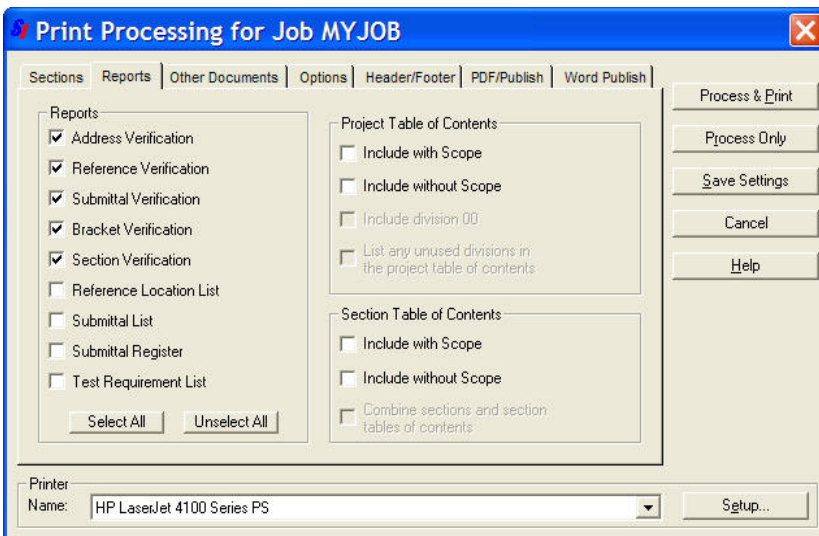 Print Processing for Job MYJOB
Sections Reports Other Documents Options Header/Footer PDF/Publish Word Publish
Reports
Address Verification
Reference Verification
Submittal Verification
Bracket Verification
Section Verification
Reference Location List
Submittal List
Submittal Register
Test Requirement List
Select All Unselect All
Project Table of Contents
Include with Scope
Include without Scope
Include division 00
List any unused divisions in
the project table of contents
Section Table of Contents
Include with Scope
Include without Scope
Combine sections and section
tables of contents
Process & Print
Process Only
Save Settings
Cancel
Help
Printer
Name: HP LaserJet 4100 Series PS Setup...